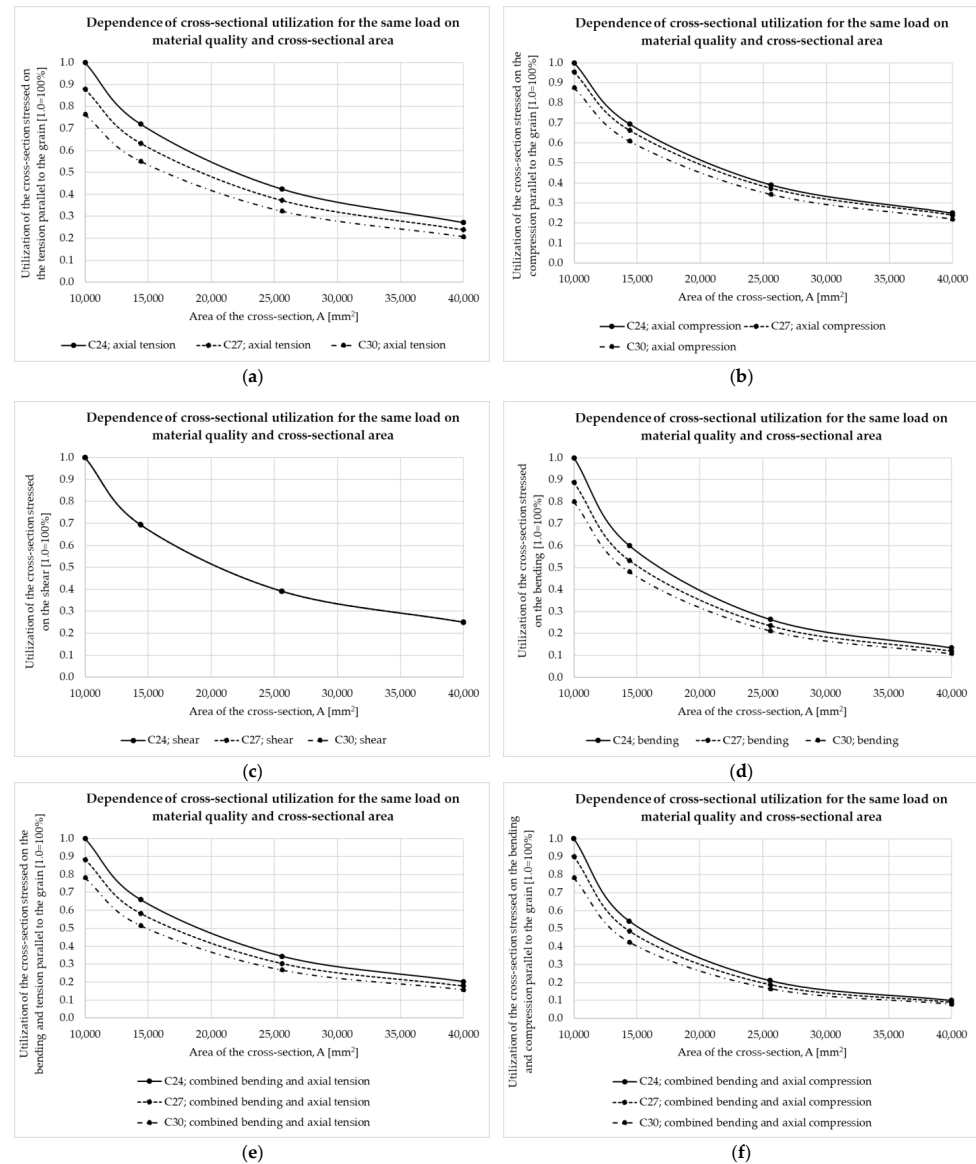 Dependence of cross-sectional utilization for the same load on
material quality and cross-sectional area
Utilization of the cross-section stressed on
the tension parallel to the grain [1.0=100%]
1.0
0.9
0.8
0.7
0.6
0.5
0.4
0.3
0.2
0.1
0.0
10,000 15,000 20,000 25,000 30,000 35,000 40,000
Area of the cross-section, A [mm²]
C24; axial tension C27; axial tension C30; axial tension
(a)
Dependence of cross-sectional utilization for the same load on
material quality and cross-sectional area
Utilization of the cross-section stressed on the
compression parallel to the grain [1.0=100%]
1.0
0.9
0.8
0.7
0.6
0.5
0.4
0.3
0.2
0.1
0.0
10,000 15,000 20,000 25,000 30,000 35,000 40,000
Area of the cross-section, A [mm²]
C24; axial compression C27; axial compression
C30; axial ompression
(b)
Dependence of cross-sectional utilization for the same load on
material quality and cross-sectional area
Utilization of the cross-section stressed
on the shear [1.0=100%]
1.0
0.9
0.8
0.7
0.6
0.5
0.4
0.3
0.2
0.1
0.0
10,000 15,000 20,000 25,000 30,000 35,000 40,000
Area of the cross-section, A [mm²]
C24; shear C27; shear C30; shear
(c)
Dependence of cross-sectional utilization for the same load on
material quality and cross-sectional area
Utilization of the cross-section stressed
on the bending [1.0=100%]
1.0
0.9
0.8
0.7
0.6
0.5
0.4
0.3
0.2
0.1
0.0
10,000 15,000 20,000 25,000 30,000 35,000 40,000
Area of the cross-section, A [mm²]
C24; bending C27; bending C30; bending
(d)
Dependence of cross-sectional utilization for the same load on
material quality and cross-sectional area
Utilization of the cross-section stressed on the
bending and tension parallel to the grain [1.0=100%]
1.0
0.9
0.8
0.7
0.6
0.5
0.4
0.3
0.2
0.1
0.0
10,000 15,000 20,000 25,000 30,000 35,000 40,000
Area of the cross-section, A [mm²]
C24; combined bending and axial tension
C27; combined bending and axial tension
C30; combined bending and axial tension
(e)
Dependence of cross-sectional utilization for the same load on
material quality and cross-sectional area
Utilization of the cross-section stressed on the bending
and compression parallel to the grain [1.0=100%]
1.0
0.9
0.8
0.7
0.6
0.5
0.4
0.3
0.2
0.1
0.0
10,000 15,000 20,000 25,000 30,000 35,000 40,000
Area of the cross-section, A [mm²]
C24; combined bending and axial compression
C27; combined bending and axial compression
C30; combined bending and axial compression
(f)